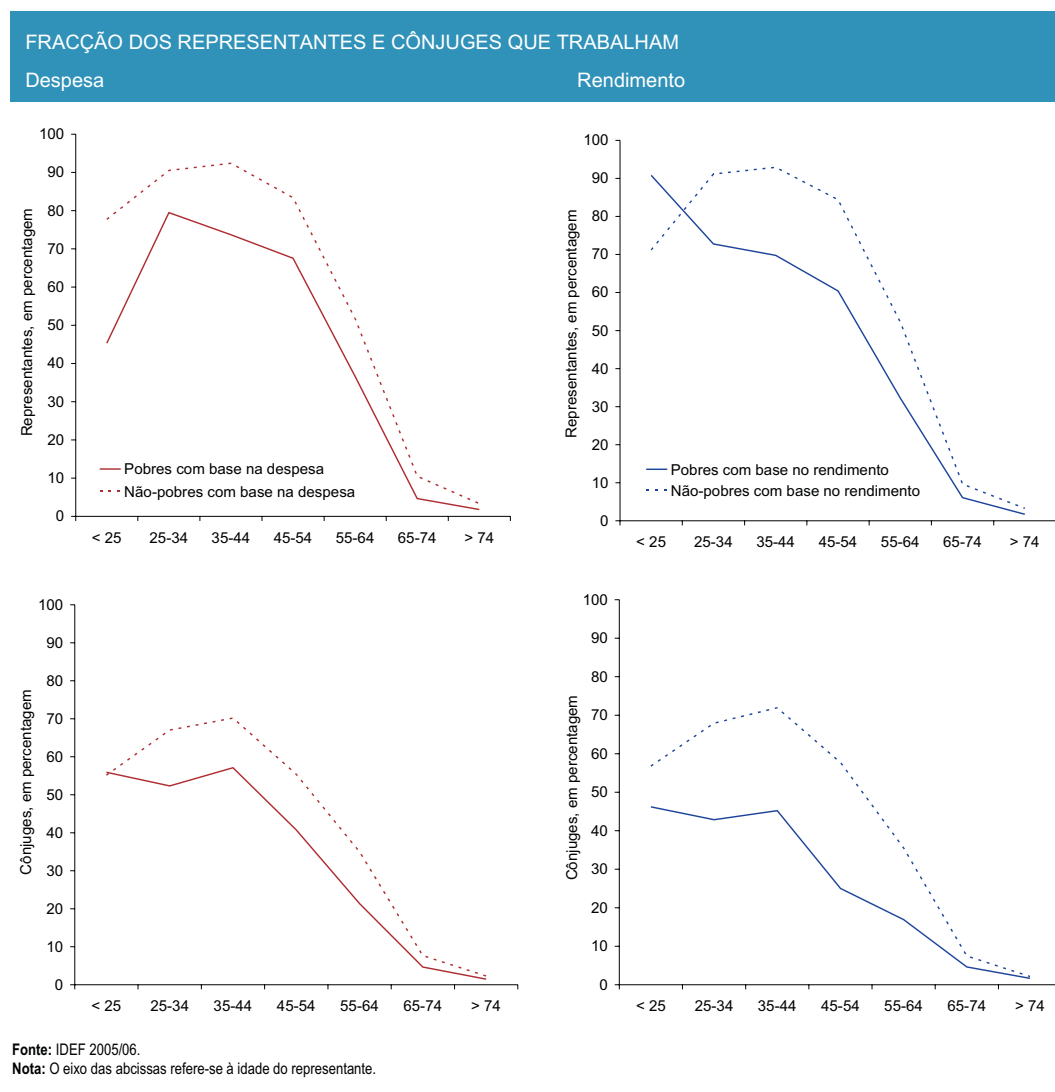 FRACÇÃO DOS REPRESENTANTES E CÔNJUGES QUE TRABALHAM
Despesa
Rendimento
Representantes, em percentagem
100
90
80
70
60
50
40
30
20
10
0
Pobres com base na despesa
Não-pobres com base na despesa
< 25 25-34 35-44 45-54 55-64 65-74 > 74
Representantes, em percentagem
100
90
80
70
60
50
40
30
20
10
0
Pobres com base no rendimento
Não-pobres com base no rendimento
< 25 25-34 35-44 45-54 55-64 65-74 > 74
Cônjuges, em percentagem
100
90
80
70
60
50
40
30
20
10
0
< 25 25-34 35-44 45-54 55-64 65-74 > 74
Cônjuges, em percentagem
100
90
80
70
60
50
40
30
20
10
0
< 25 25-34 35-44 45-54 55-64 65-74 > 74
Fonte: IDEF 2005/06.
Nota: O eixo das abcissas refere-se à idade do representante.